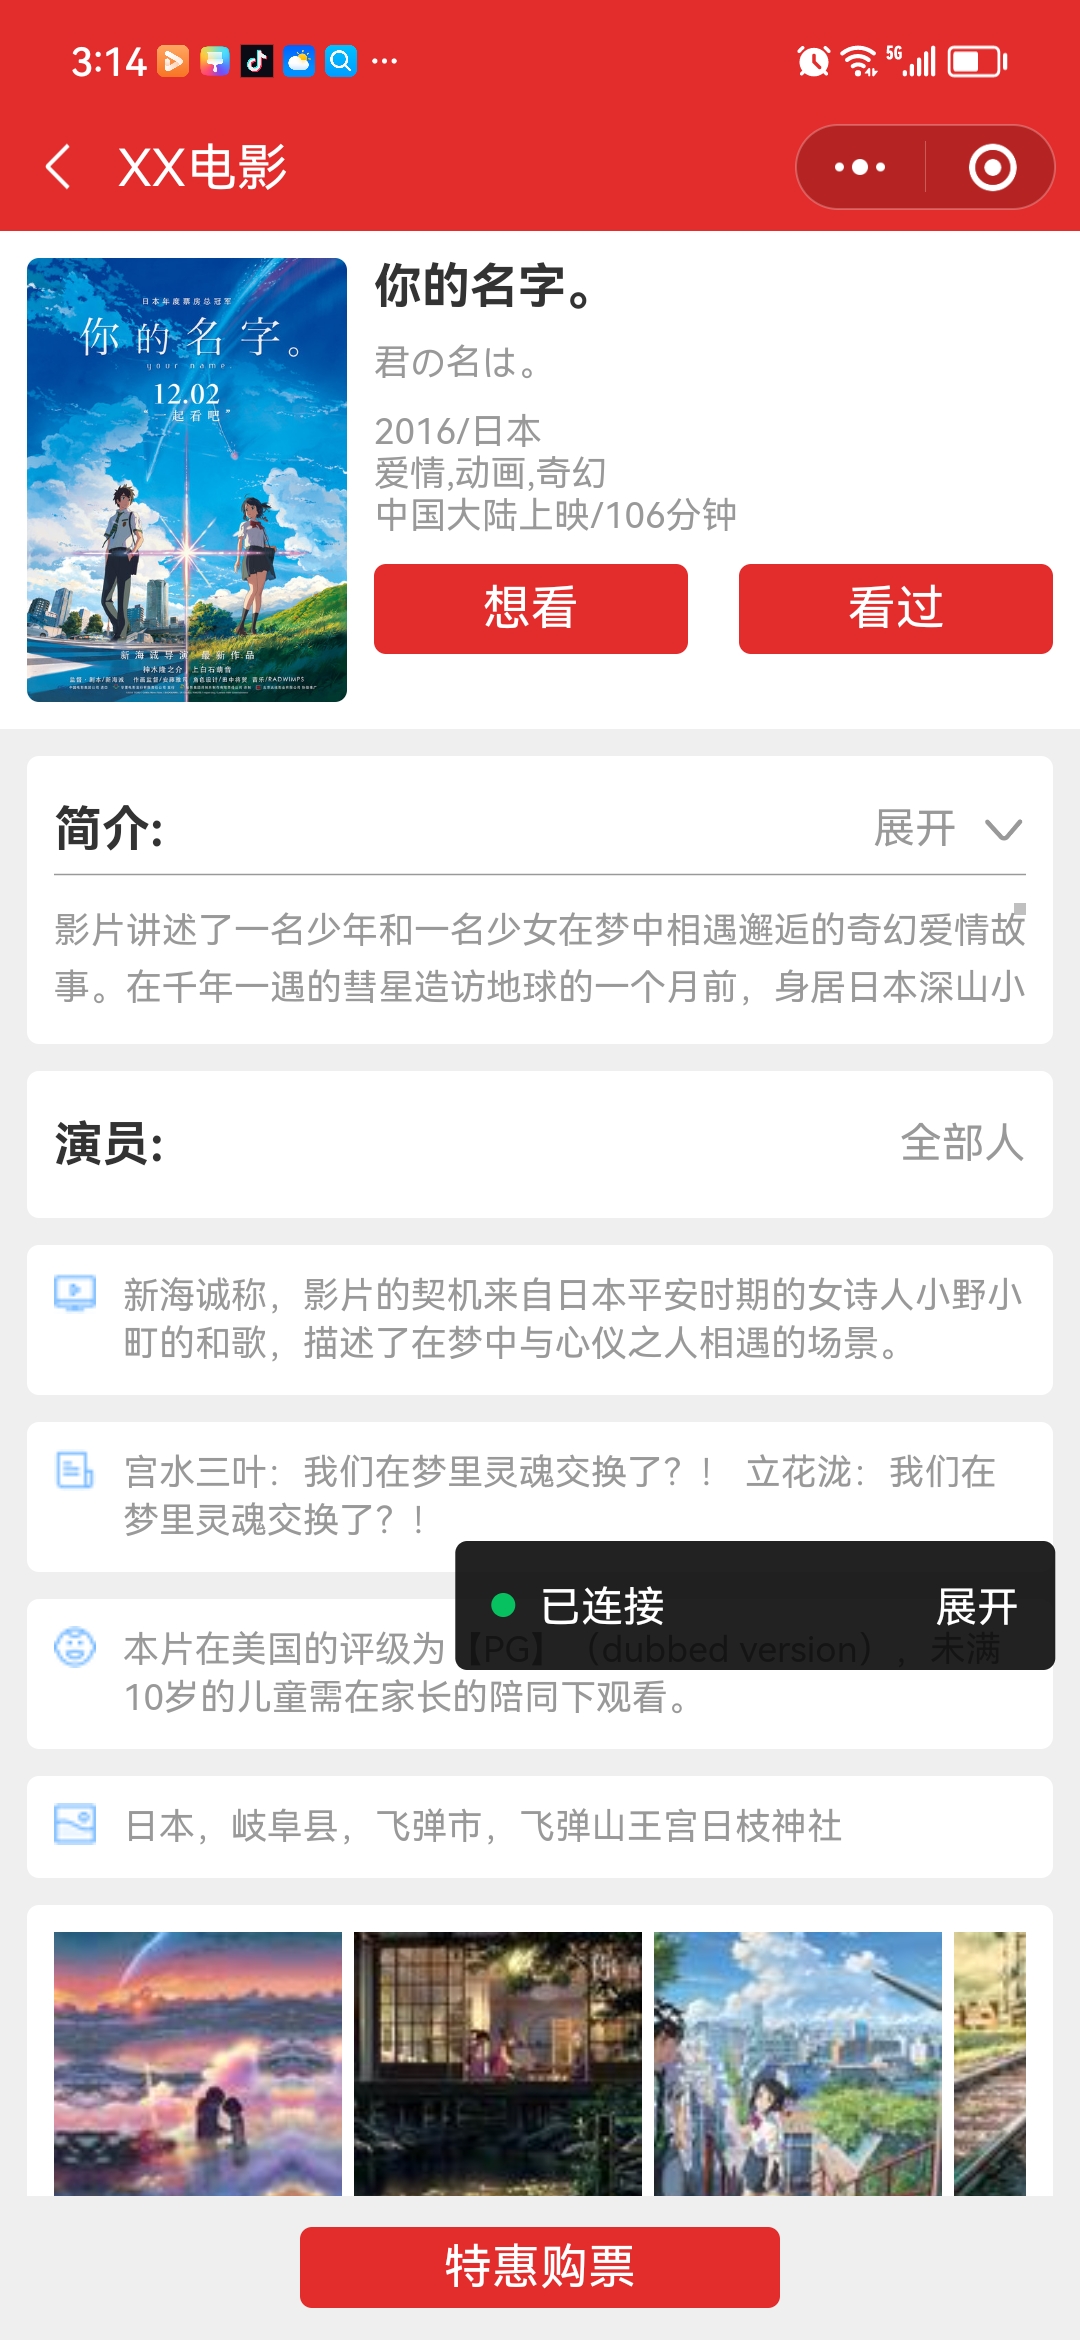 3:14
5G
XX电影
日本年度票房总冠军
你的名字。
your name.
12.02
“一起看吧”
新海诚导演 最新作品
神木隆之介 上白石萌音
你的名字。
君の名は。
2016/日本
爱情,动画,奇幻
中国大陆上映/106分钟
想看
看过
简介:
展开
影片讲述了一名少年和一名少女在梦中相遇邂逅的奇幻爱情故
事。在千年一遇的彗星造访地球的一个月前，身居日本深山小
演员:
全部人
新海诚称，影片的契机来自日本平安时期的女诗人小野小
町的和歌，描述了在梦中与心仪之人相遇的场景。
宫水三叶：我们在梦里灵魂交换了？！ 立花泷：我们在
梦里灵魂交换了？！
已连接
展开
本片在美国的评级为【PG】（dubbed version），未满
10岁的儿童需在家长的陪同下观看。
日本，岐阜县，飞弹市，飞弹山王宫日枝神社
特惠购票